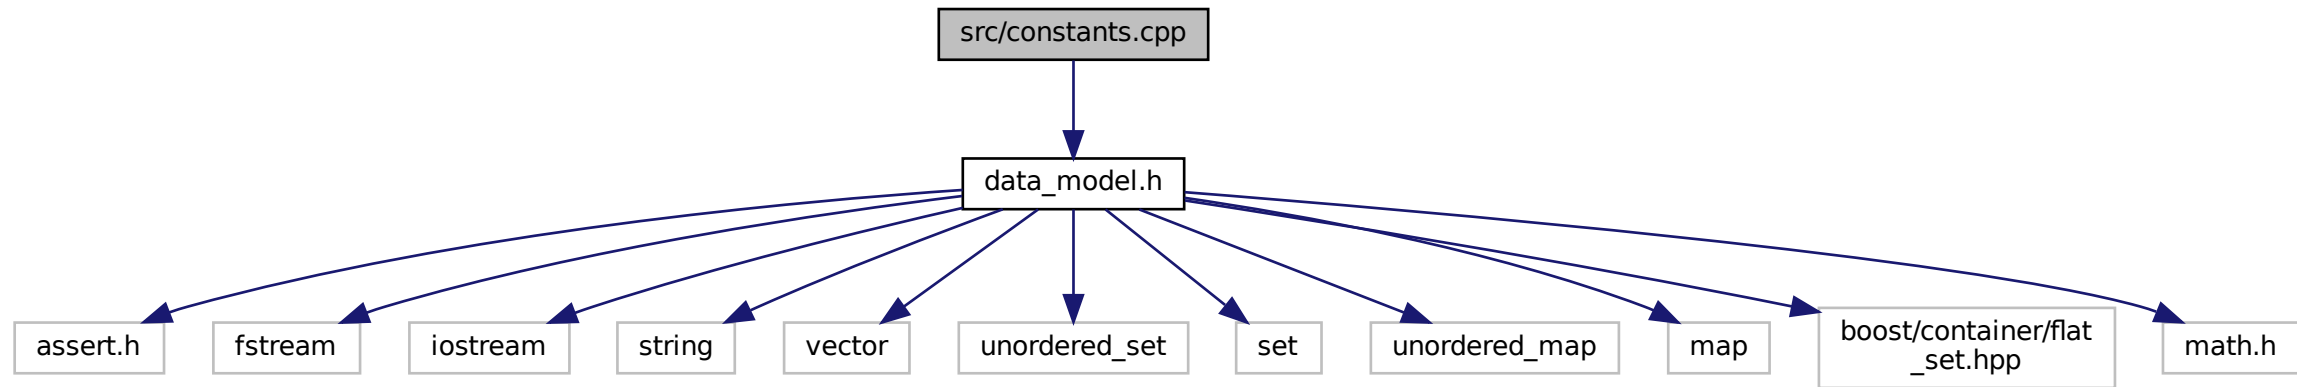 src/constants.cpp
data_model.h
assert.h
fstream
iostream
string
vector
unordered_set
set
unordered_map
map
boost/container/flat
_set.hpp
math.h